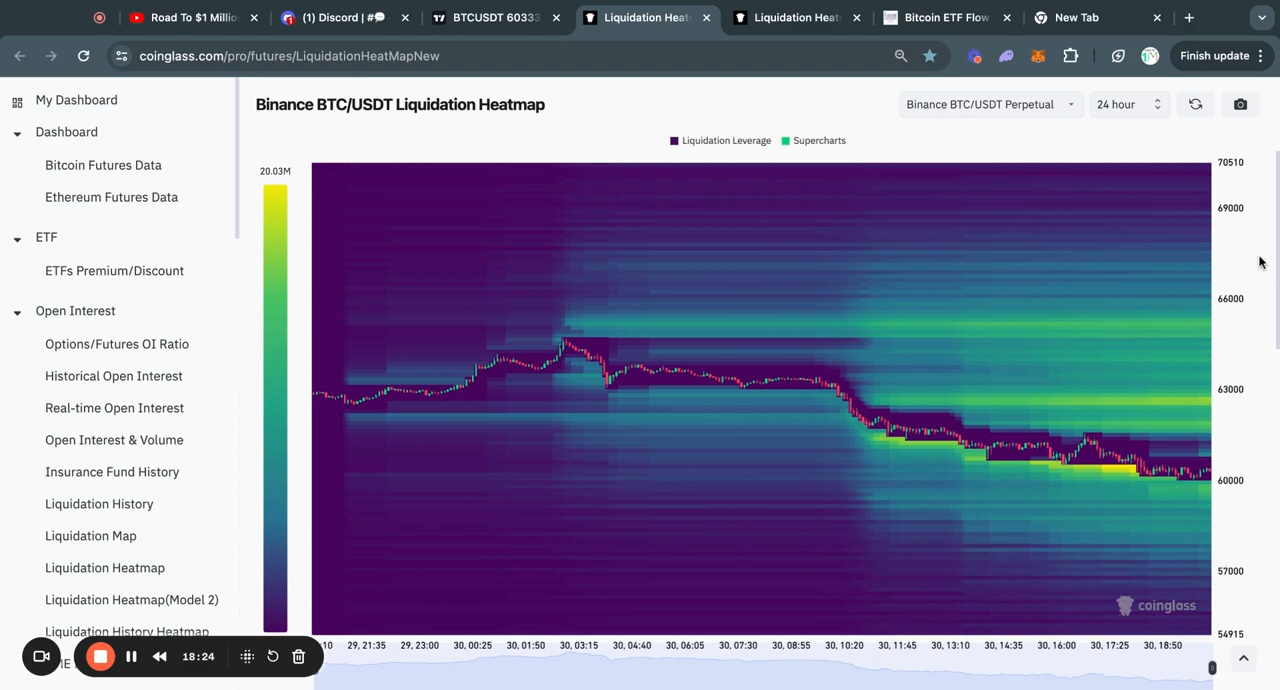 Road To $1 Millio
(1) Discord | #
BTCUSDT 60333
Liquidation Heat
Liquidation Heat
Bitcoin ETF Flow
New Tab
coinglass.com/pro/futures/LiquidationHeatMapNew
Finish update
My Dashboard
Dashboard
Bitcoin Futures Data
Ethereum Futures Data
ETF
ETFs Premium/Discount
Open Interest
Options/Futures OI Ratio
Historical Open Interest
Real-time Open Interest
Open Interest & Volume
Insurance Fund History
Liquidation History
Liquidation Map
Liquidation Heatmap
Liquidation Heatmap(Model 2)
Liquidation History Heatmap
18:24
Binance BTC/USDT Liquidation Heatmap
Binance BTC/USDT Perpetual
24 hour
Liquidation Leverage
Supercharts
20.03M
70510
69000
66000
63000
60000
57000
54915
coinglass
10 29, 21:35 29, 23:00 30, 00:25 30, 01:50 30, 03:15 30, 04:40 30, 06:05 30, 07:30 30, 08:55 30, 10:20 30, 11:45 30, 13:10 30, 14:35 30, 16:00 30, 17:25 30, 18:50